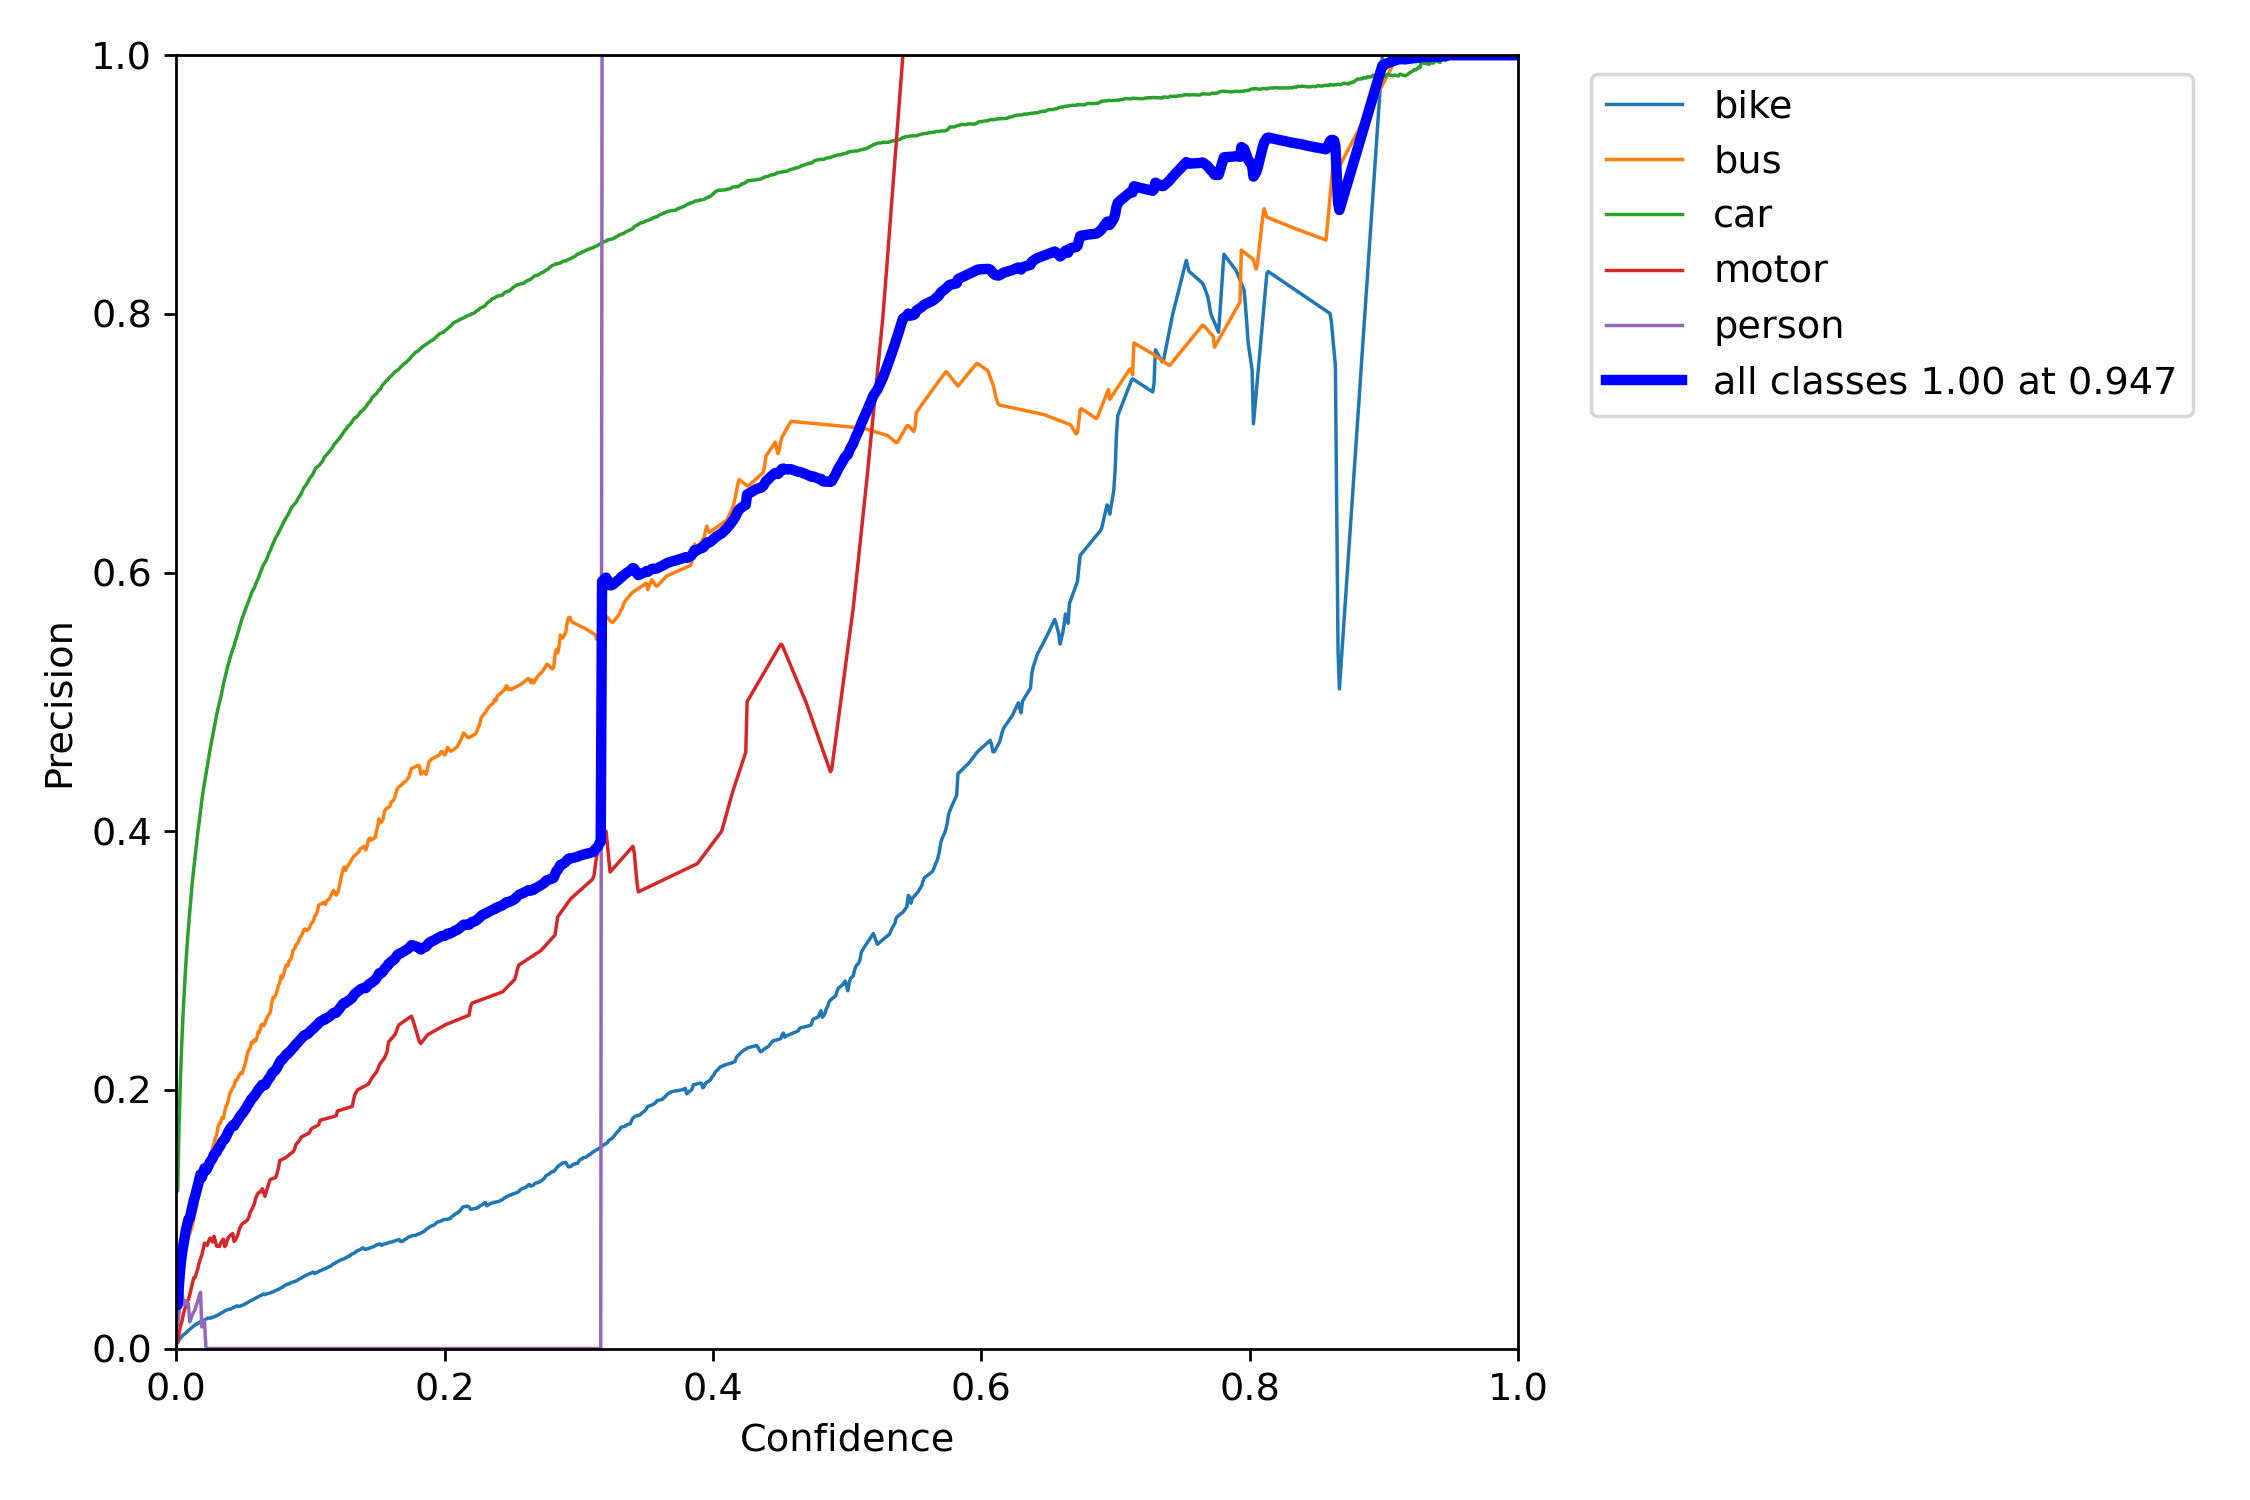 1.0
0.8
0.6
0.4
0.2
0.0
Precision
0.0 0.2 0.4 0.6 0.8 1.0
Confidence
bike
bus
car
motor
person
all classes 1.00 at 0.947